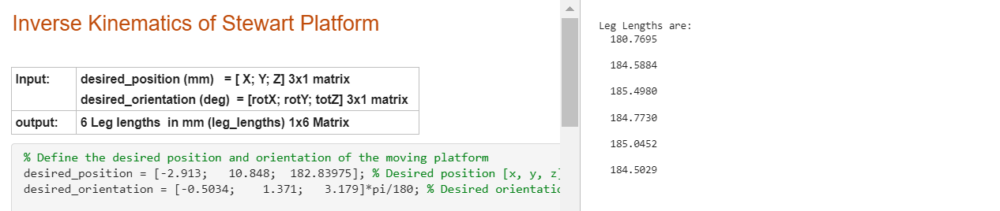 Inverse Kinematics of Stewart Platform
Input: desired_position (mm) = [ X; Y; Z] 3x1 matrix
desired_orientation (deg) = [rotX; rotY; totZ] 3x1 matrix
output: 6 Leg lengths in mm (leg_lengths) 1x6 Matrix
% Define the desired position and orientation of the moving platform
desired_position = [-2.913; 10.848; 182.83975]; % Desired position [x, y, z]
desired_orientation = [-0.5034; 1.371; 3.179]*pi/180; % Desired
Leg Lengths are:
180.7695
184.5884
185.4980
184.7730
185.0452
184.5029